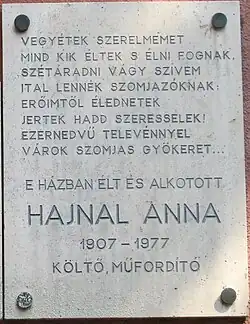 VEGYÉTEK SZERELMEMET
MIND KIK ÉLTEK S ÉLNI FOGNAK,
SZÉTÁRADNI VÁGY SZIVEM
ITAL LENNÉK SZOMJAZÓKNAK:
ERŐIMTŐL ÉLEDNETEK
JERTEK HADD SZERESSELEK!
EZERNEDVÜ TELEVÉNNYEL
VÁROK SZOMJAS GYÖKERET...
E HÁZBAN ÉLT ÉS ALKOTOTT
HAJNAL ANNA
1907-1977
KÖLTŐ, MŰFORDÍTÓ